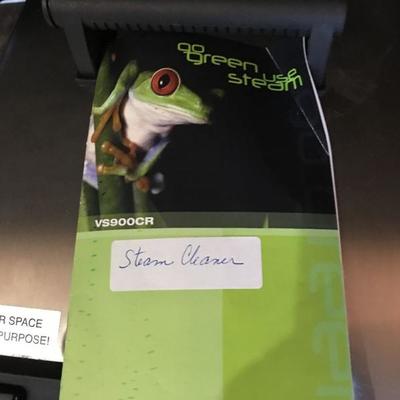 go
green use
steam
VS900CR
Steam Cleaner
R SPACE
PURPOSE!